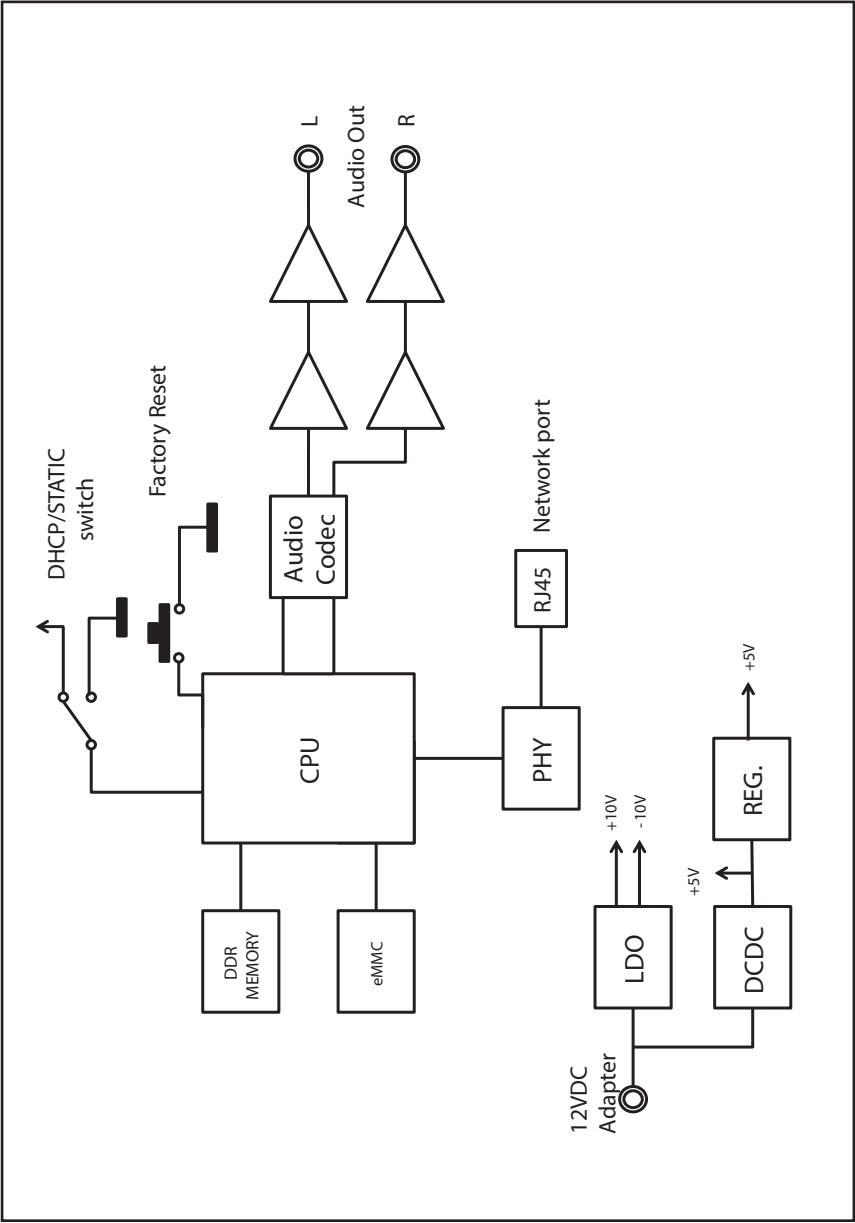 DHCP/STATIC
switch
Factory Reset
L
Audio Out
R
Audio
Codec
CPU
DDR
MEMORY
eMMC
PHY
RJ45
Network port
12VDC
Adapter
LDO
+10V
-10V
DCDC
+5V
REG.
+5V